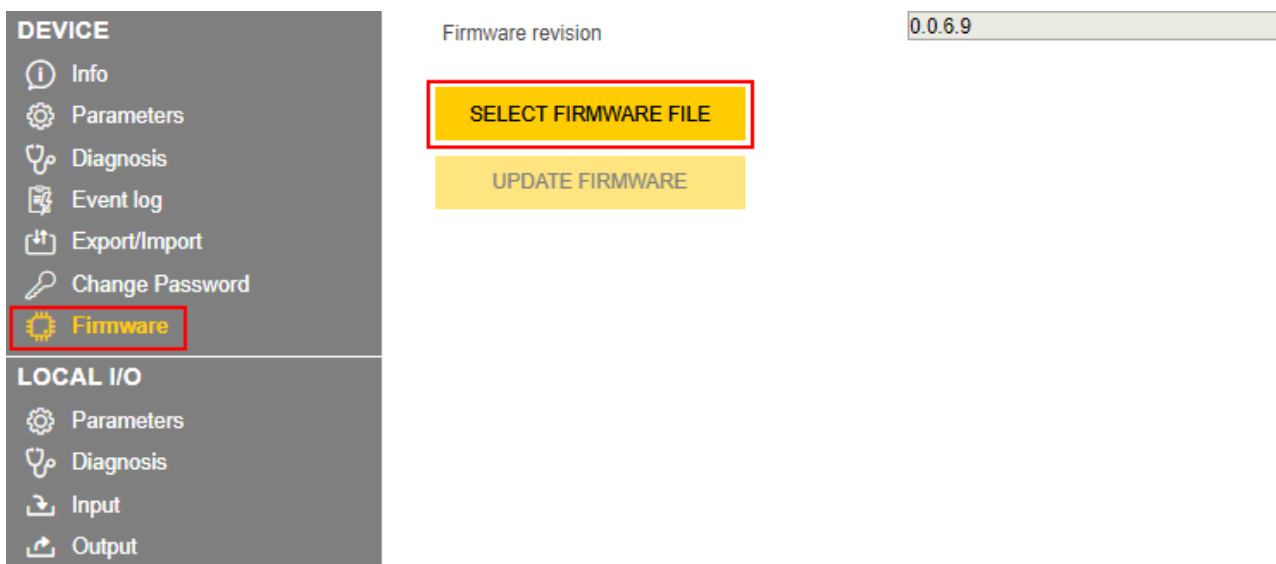 DEVICE
Info
Parameters
Diagnosis
Event log
Export/Import
Change Password
Firmware
LOCAL I/O
Parameters
Diagnosis
Input
Output
Firmware revision
0.0.6.9
SELECT FIRMWARE FILE
UPDATE FIRMWARE